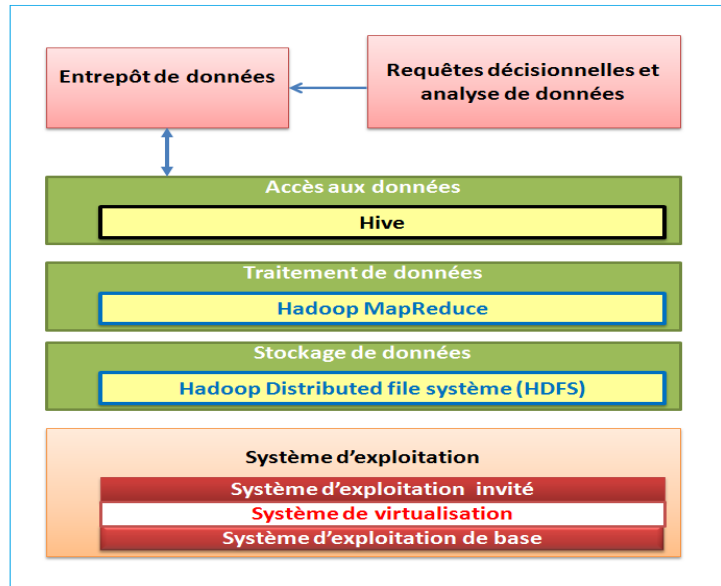 Entrepôt de données
Requêtes décisionnelles et
analyse de données
Accès aux données
Hive
Traitement de données
Hadoop MapReduce
Stockage de données
Hadoop Distributed file système (HDFS)
Système d’exploitation
Système d’exploitation invité
Système de virtualisation
Système d’exploitation de base